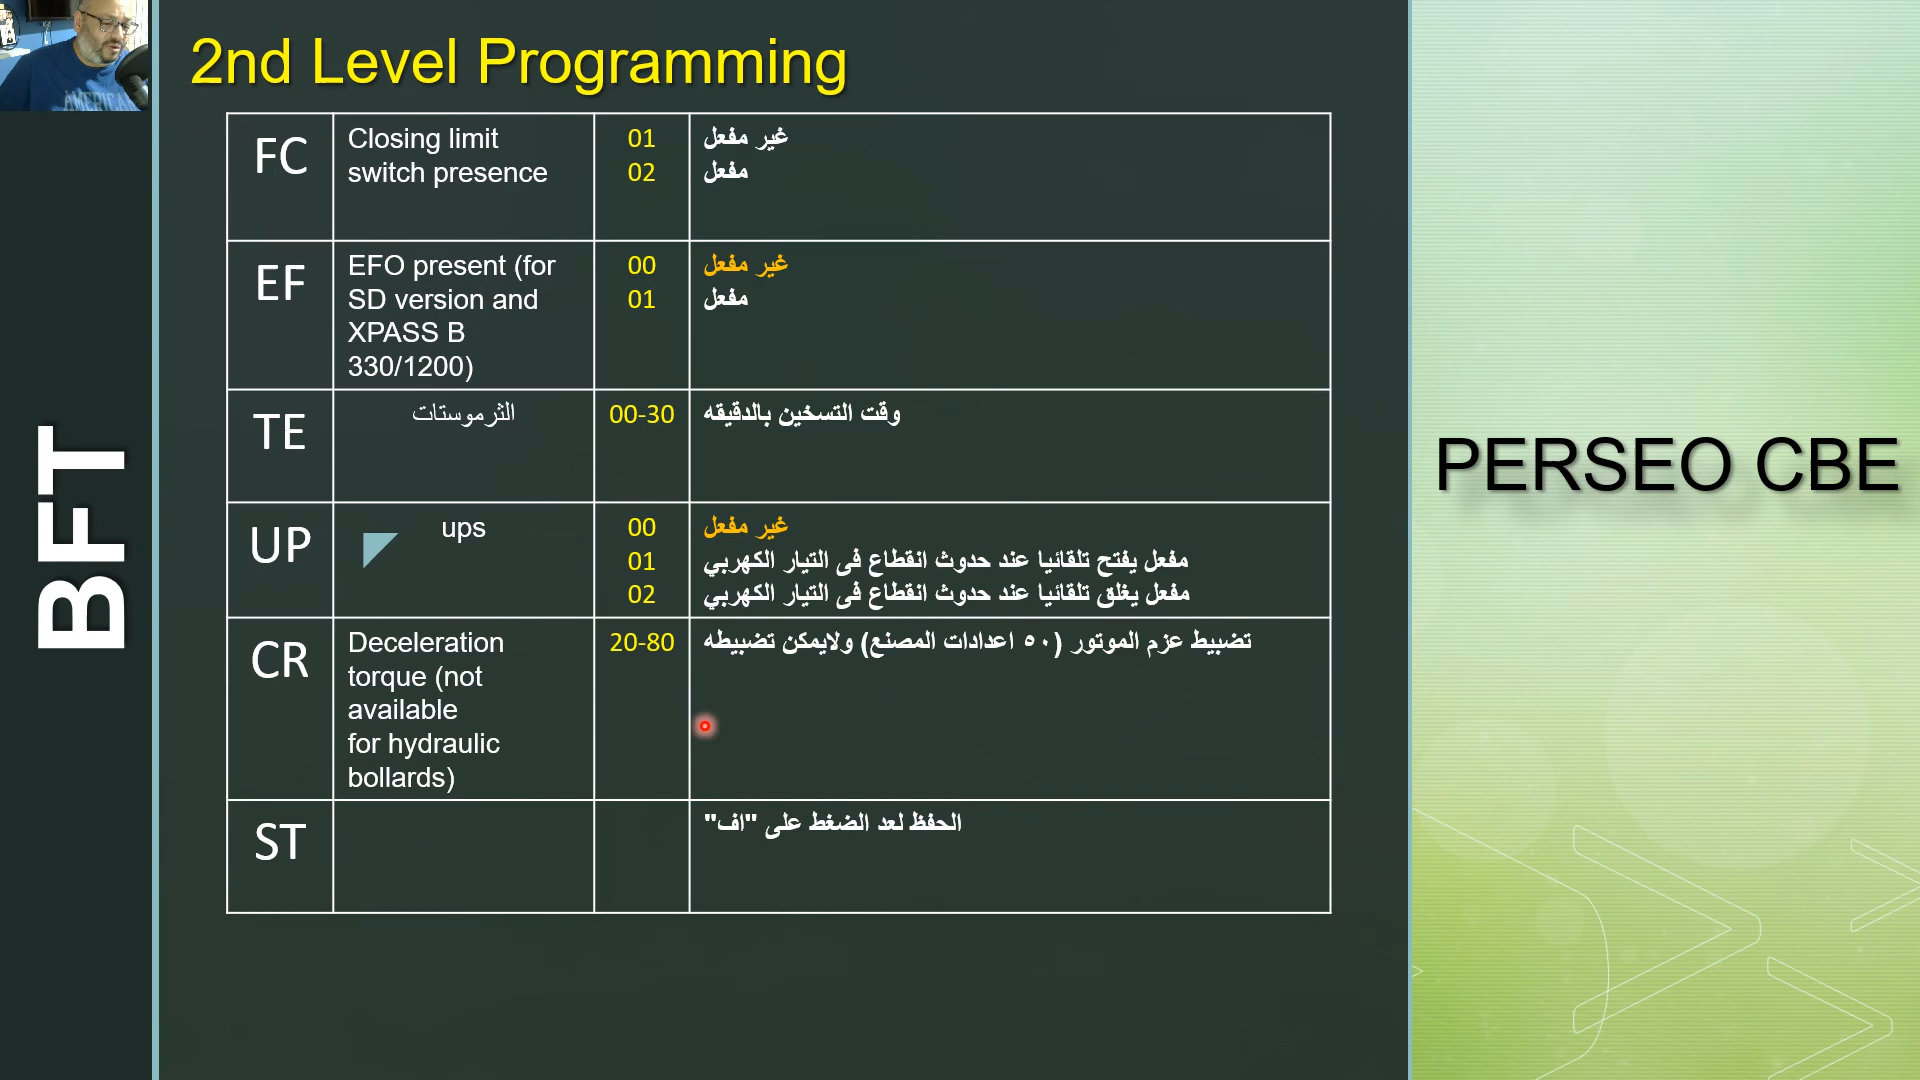 2nd Level Programming
FC
Closing limit
switch presence
01
02
غير مفعل
مفعل
EF
EFO present (for
SD version and
XPASS B
330/1200)
00
01
غير مفعل
مفعل
TE
الثرموستات
00-30
وقت التسخين بالدقيقه
UP
ups
00
01
02
غير مفعل
مفعل يفتح تلقائيا عند حدوث انقطاع فى التيار الكهربي
مفعل يغلق تلقائيا عند حدوث انقطاع فى التيار الكهربي
CR
Deceleration
torque (not
available
for hydraulic
bollards)
20-80
تضبيط عزم الموتور (٥٠ اعدادات المصنع) ولايمكن تضبيطه
ST
الحفظ لعد الضغط على "اف"
BFT
PERSEO CBE
AMERICA